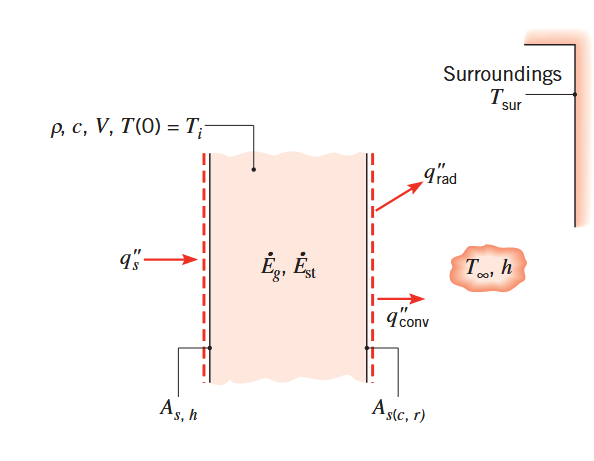 Surroundings
T_sur
ρ, c, V, T(0) = T_i
q″_rad
q″_s
Ė_g, Ė_st
T_∞, h
q″_conv
A_s, h
A_s(c, r)